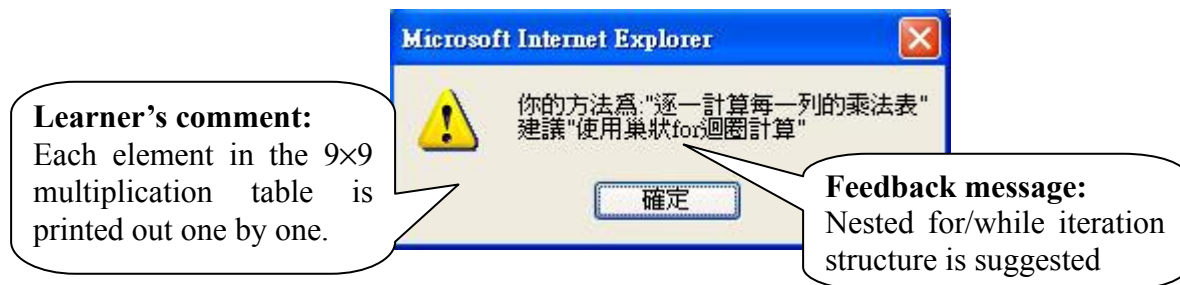 Microsoft Internet Explorer
你的方法爲:"逐一計算每一列的乘法表"
建議"使用巢狀for迴圈計算"
確定
Learner's comment:
Each element in the 9×9
multiplication table is
printed out one by one.
Feedback message:
Nested for/while iteration
structure is suggested